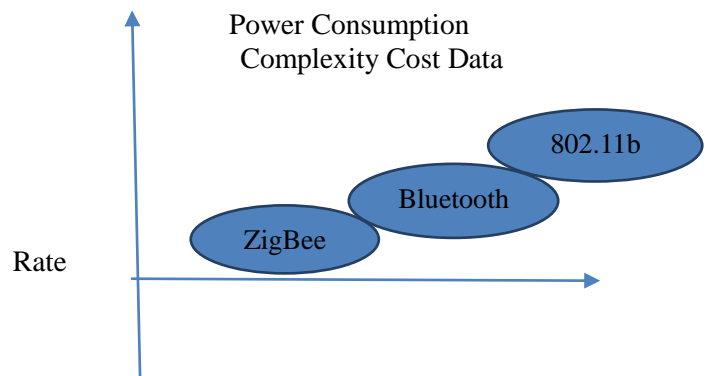 Power Consumption
Complexity Cost Data
802.11b
Bluetooth
ZigBee
Rate